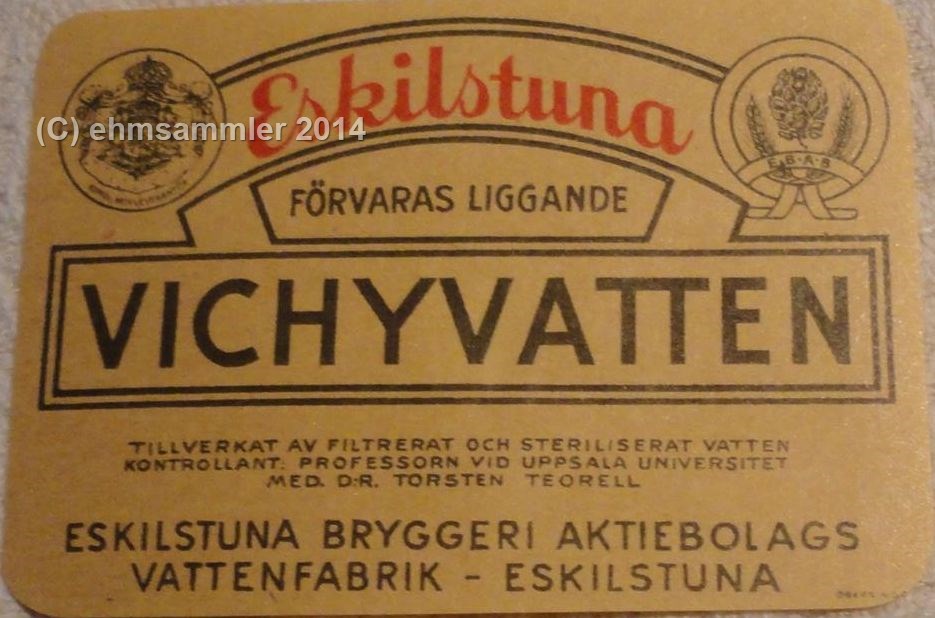 Eskilstuna
(C) ehmsammler 2014
E·B·A·B
FÖRVARAS LIGGANDE
VICHYVATTEN
TILLVERKAT AV FILTRERAT OCH STERILISERAT VATTEN
KONTROLLANT: PROFESSORN VID UPPSALA UNIVERSITET
MED. D:R. TORSTEN TEORELL
ESKILSTUNA BRYGGERI AKTIEBOLAGS
VATTENFABRIK - ESKILSTUNA